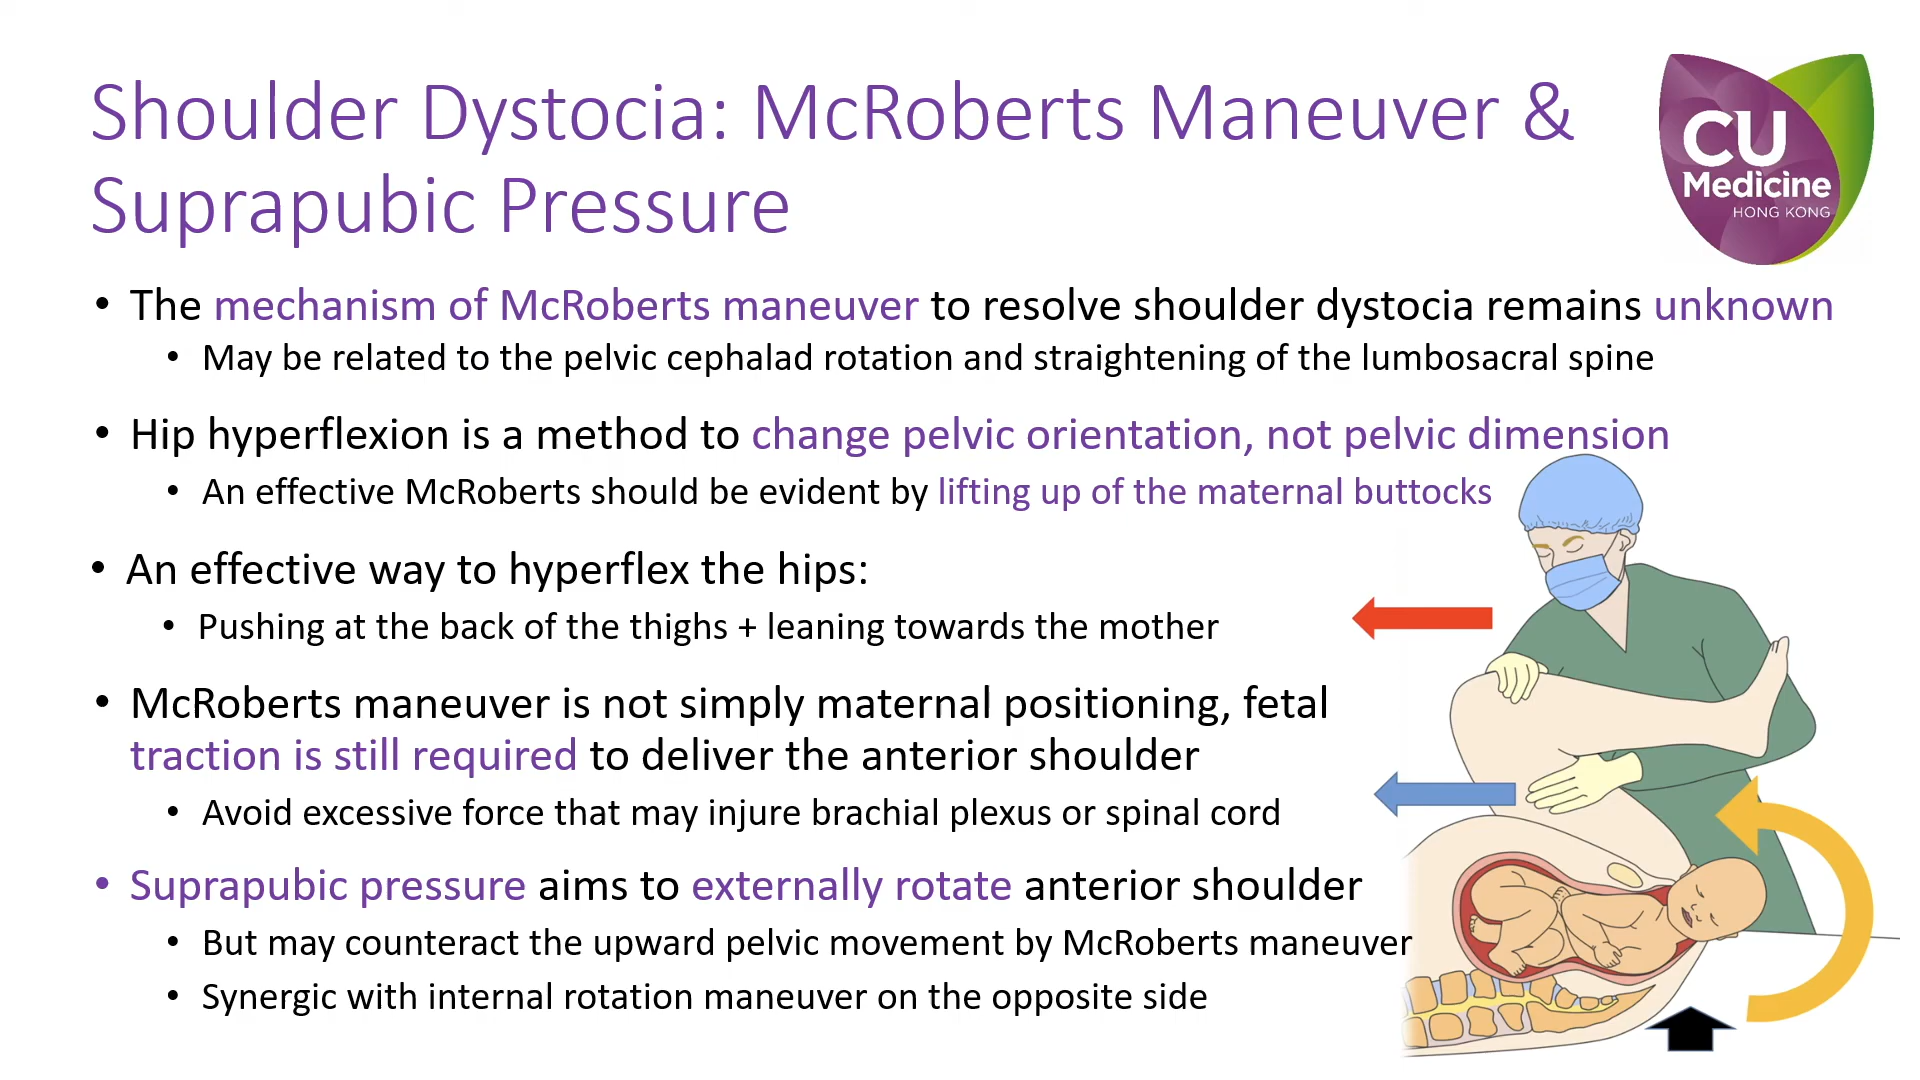 Shoulder Dystocia: McRoberts Maneuver &
Suprapubic Pressure
CU
Medicine
HONG KONG
• The mechanism of McRoberts maneuver to resolve shoulder dystocia remains unknown
• May be related to the pelvic cephalad rotation and straightening of the lumbosacral spine
• Hip hyperflexion is a method to change pelvic orientation, not pelvic dimension
• An effective McRoberts should be evident by lifting up of the maternal buttocks
• An effective way to hyperflex the hips:
• Pushing at the back of the thighs + leaning towards the mother
• McRoberts maneuver is not simply maternal positioning, fetal
traction is still required to deliver the anterior shoulder
• Avoid excessive force that may injure brachial plexus or spinal cord
• Suprapubic pressure aims to externally rotate anterior shoulder
• But may counteract the upward pelvic movement by McRoberts maneuver
• Synergic with internal rotation maneuver on the opposite side